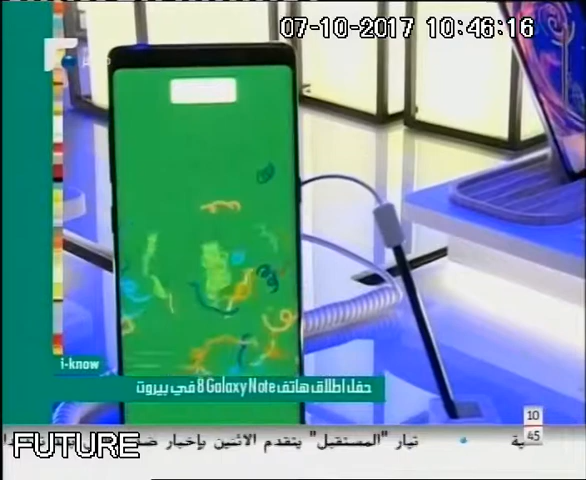 07-10-2017 10:46:16
i-know
حفل اطلاق هاتف Galaxy Note 8 في بيروت
10
45
تيار "المستقبل" يتقدم الاثنين بإخبار
FUTURE